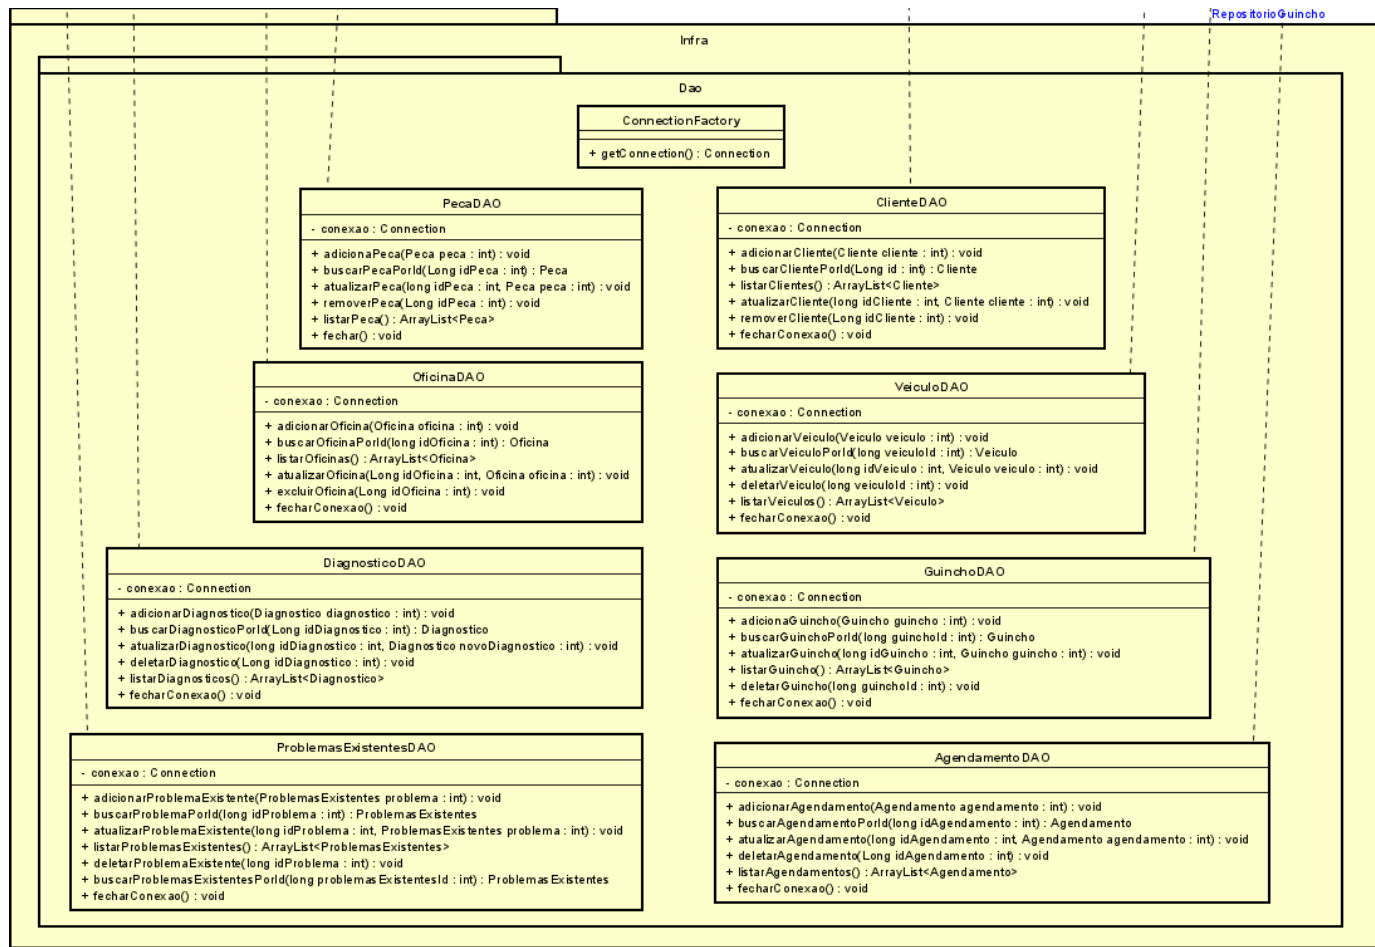 RepositorioGuincho
Infra
Dao
ConnectionFactory
+ getConnection() : Connection
PecaDAO
- conexao : Connection
+ adicionaPeca(Peca peca : int) : void
+ buscarPecaPorId(Long idPeca : int) : Peca
+ atualizarPeca(long idPeca : int, Peca peca : int) : void
+ removerPeca(Long idPeca : int) : void
+ listarPeca() : ArrayList<Peca>
+ fechar() : void
ClienteDAO
- conexao : Connection
+ adicionarCliente(Cliente cliente : int) : void
+ buscarClientePorId(Long id : int) : Cliente
+ listarClientes() : ArrayList<Cliente>
+ atualizarCliente(long idCliente : int, Cliente cliente : int) : void
+ removerCliente(Long idCliente : int) : void
+ fecharConexao() : void
OficinaDAO
- conexao : Connection
+ adicionarOficina(Oficina oficina : int) : void
+ buscarOficinaPorId(long idOficina : int) : Oficina
+ listarOficinas() : ArrayList<Oficina>
+ atualizarOficina(Long idOficina : int, Oficina oficina : int) : void
+ excluirOficina(Long idOficina : int) : void
+ fecharConexao() : void
VeiculoDAO
- conexao : Connection
+ adicionarVeiculo(Veiculo veiculo : int) : void
+ buscarVeiculoPorId(long veiculoId : int) : Veiculo
+ atualizarVeiculo(long idVeiculo : int, Veiculo veiculo : int) : void
+ deletarVeiculo(long veiculoId : int) : void
+ listarVeiculos() : ArrayList<Veiculo>
+ fecharConexao() : void
DiagnosticoDAO
- conexao : Connection
+ adicionarDiagnostico(Diagnostico diagnostico : int) : void
+ buscarDiagnosticoPorId(Long idDiagnostico : int) : Diagnostico
+ atualizarDiagnostico(long idDiagnostico : int, Diagnostico novoDiagnostico : int) : void
+ deletarDiagnostico(Long idDiagnostico : int) : void
+ listarDiagnosticos() : ArrayList<Diagnostico>
+ fecharConexao() : void
GuinchoDAO
- conexao : Connection
+ adicionaGuincho(Guincho guincho : int) : void
+ buscarGuinchoPorId(long guinchoId : int) : Guincho
+ atualizarGuincho(long idGuincho : int, Guincho guincho : int) : void
+ listarGuincho() : ArrayList<Guincho>
+ deletarGuincho(long guinchoId : int) : void
+ fecharConexao() : void
ProblemasExistentesDAO
- conexao : Connection
+ adicionarProblemaExistente(ProblemasExistentes problema : int) : void
+ buscarProblemaPorId(long idProblema : int) : ProblemasExistentes
+ atualizarProblemaExistente(long idProblema : int, ProblemasExistentes problema : int) : void
+ listarProblemasExistentes() : ArrayList<ProblemasExistentes>
+ deletarProblemaExistente(long idProblema : int) : void
+ buscarProblemasExistentesPorId(long problemasExistentesId : int) : ProblemasExistentes
+ fecharConexao() : void
AgendamentoDAO
- conexao : Connection
+ adicionarAgendamento(Agendamento agendamento : int) : void
+ buscarAgendamentoPorId(long idAgendamento : int) : Agendamento
+ atualizarAgendamento(long idAgendamento : int, Agendamento agendamento : int) : void
+ deletarAgendamento(Long idAgendamento : int) : void
+ listarAgendamentos() : ArrayList<Agendamento>
+ fecharConexao() : void